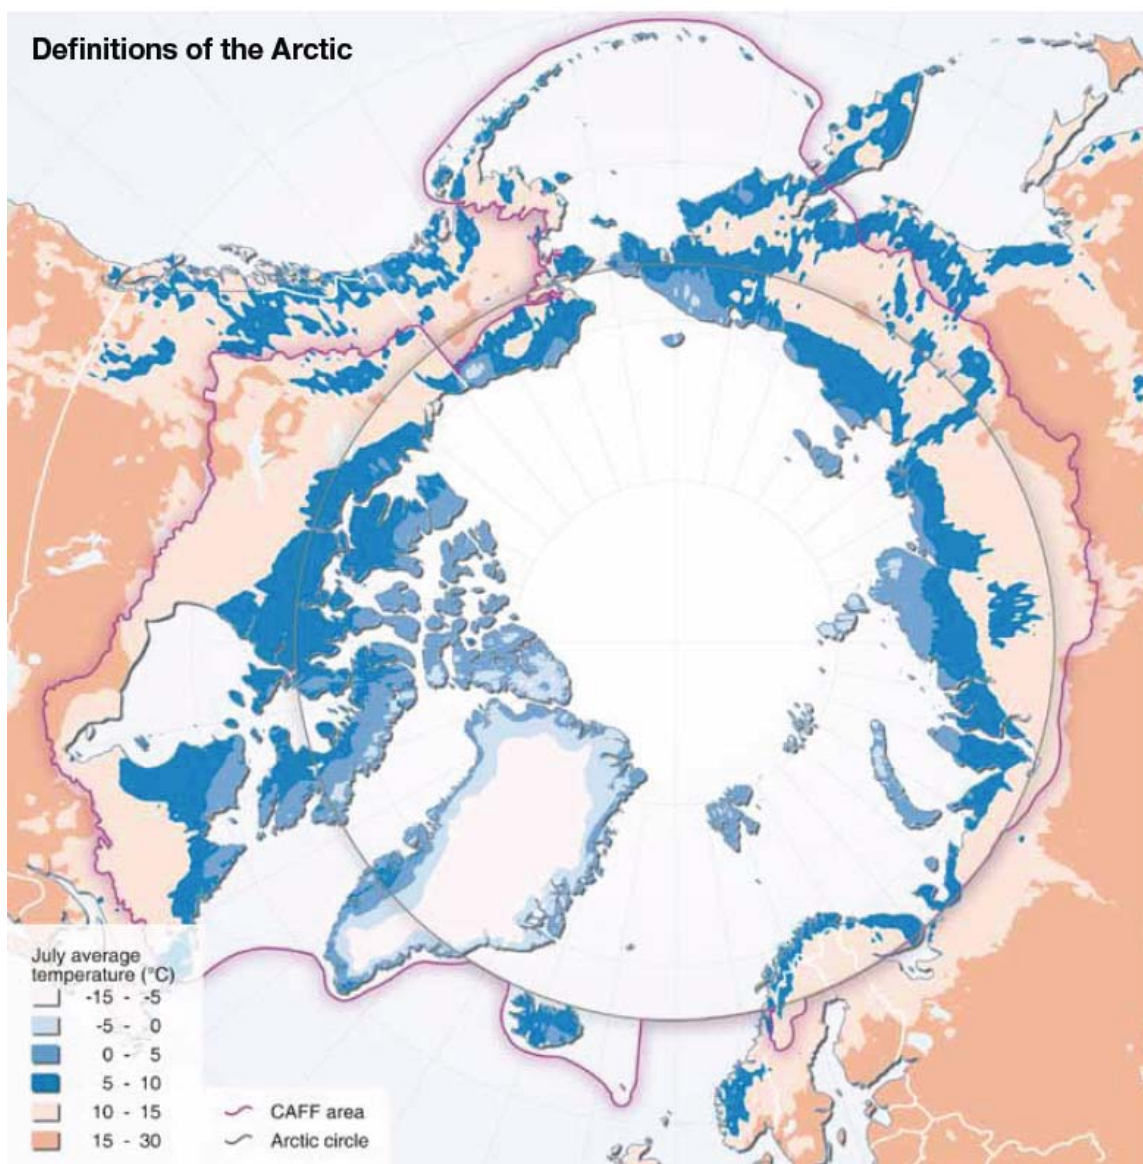 Definitions of the Arctic
July average
temperature (°C)
-15 - -5
-5 - 0
0 - 5
5 - 10
10 - 15
15 - 30
CAFF area
Arctic circle